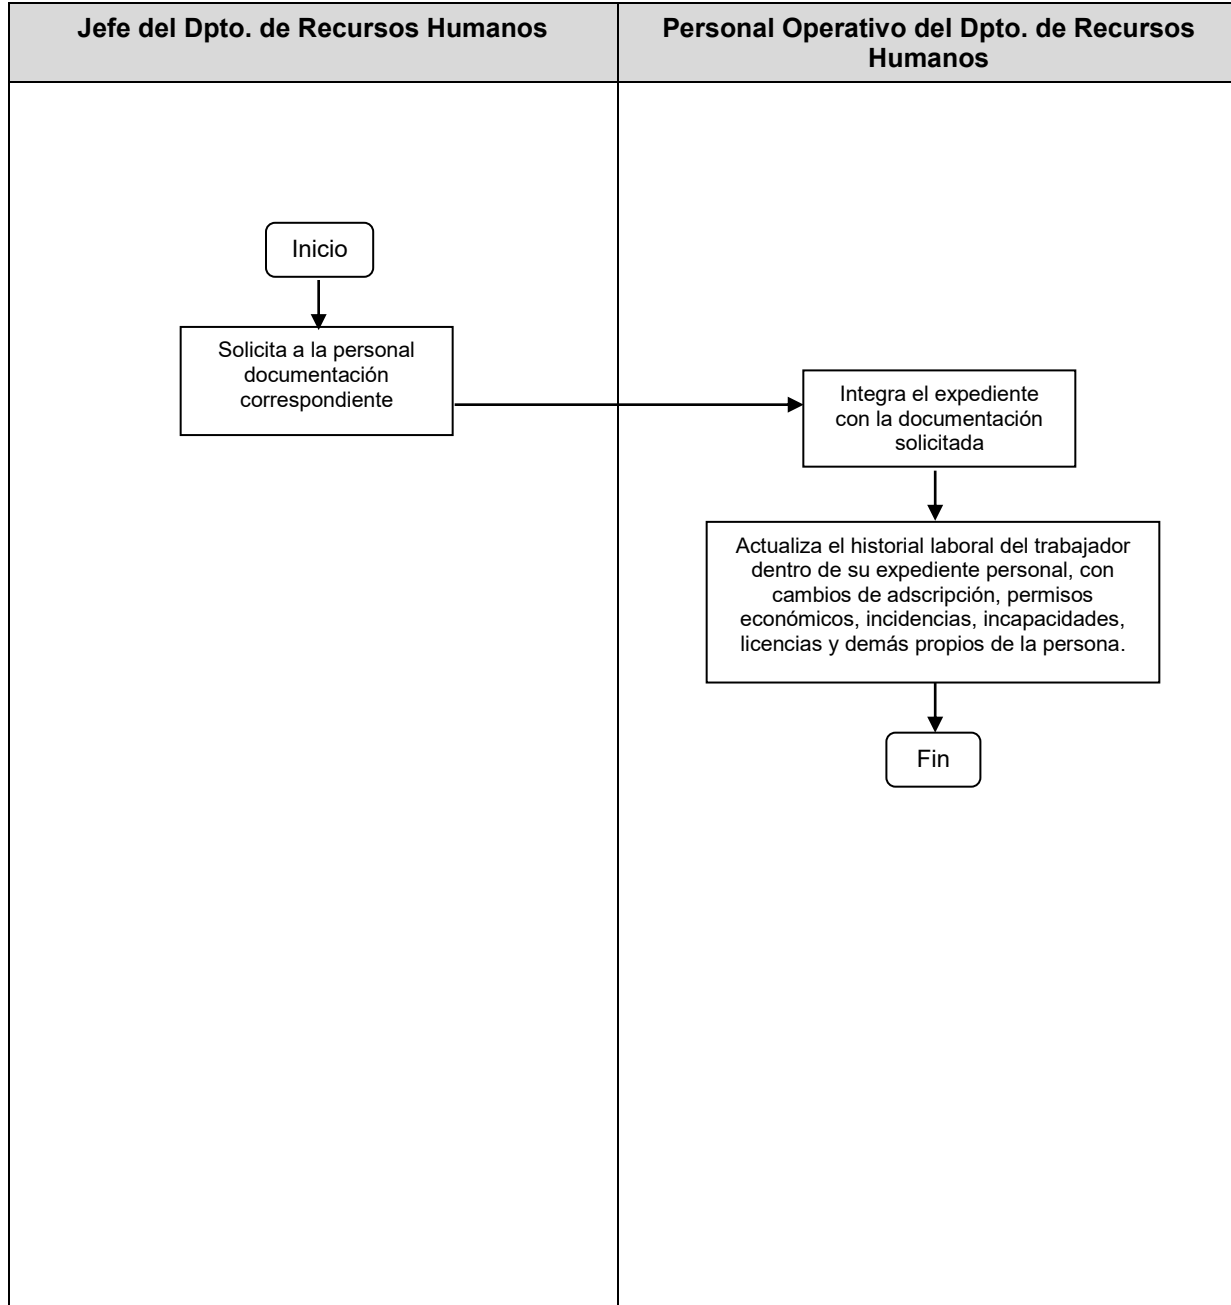 Jefe del Dpto. de Recursos Humanos
Personal Operativo del Dpto. de Recursos
Humanos
Inicio
Solicita a la personal
documentación
correspondiente
Integra el expediente
con la documentación
solicitada
Actualiza el historial laboral del trabajador
dentro de su expediente personal, con
cambios de adscripción, permisos
económicos, incidencias, incapacidades,
licencias y demás propios de la persona.
Fin